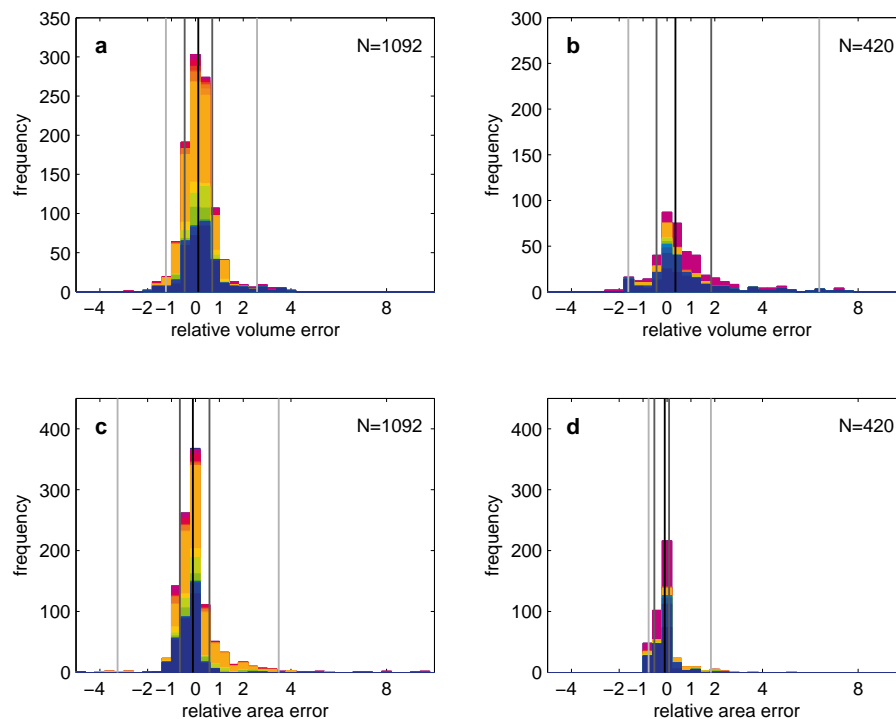 350
300
250
200
150
100
50
0
frequency
a
N=1092
−4 −2 −1 0 1 2 4 8
relative volume error
300
250
200
150
100
50
0
frequency
b
N=420
−4 −2 −1 0 1 2 4 8
relative volume error
400
300
200
100
0
frequency
c
N=1092
−4 −2 −1 0 1 2 4 8
relative area error
400
300
200
100
0
frequency
d
N=420
−4 −2 −1 0 1 2 4 8
relative area error